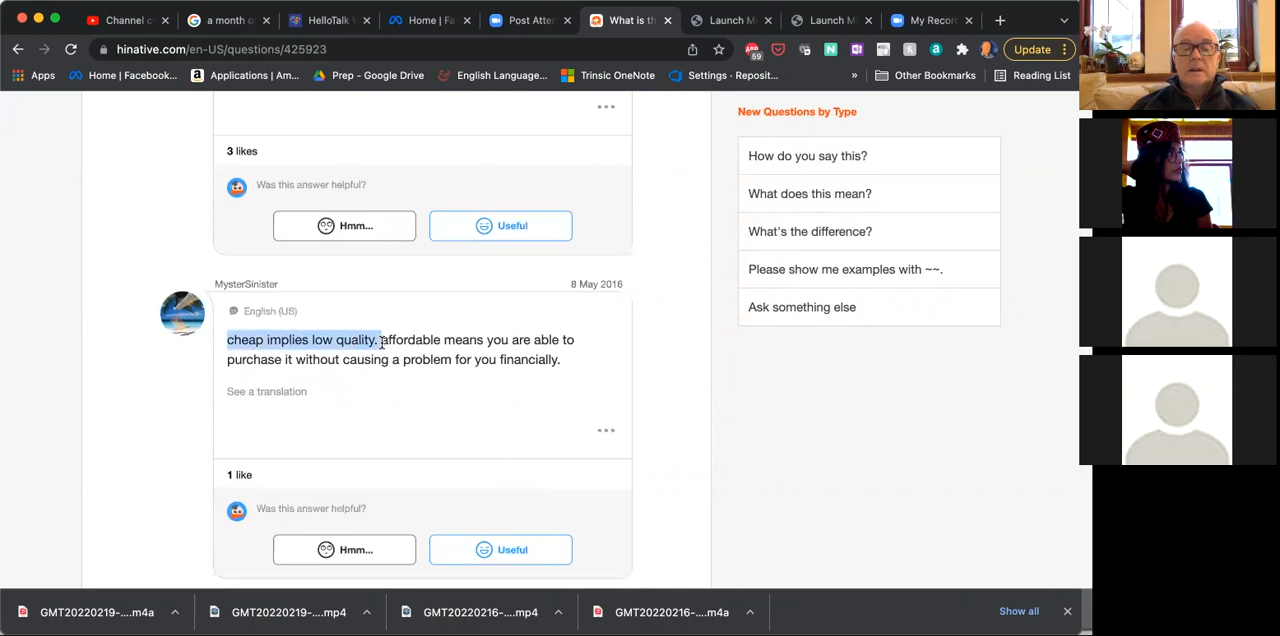 Channel c
a month o
HelloTalk
Home | Fa
Post Atten
What is th
Launch M
Launch M
My Recor
hinative.com/en-US/questions/425923
59
Update
Apps
Home | Facebook...
Applications | Am...
Prep - Google Drive
English Language...
Trinsic OneNote
Settings · Reposit...
»
Other Bookmarks
Reading List
New Questions by Type
How do you say this?
What does this mean?
What's the difference?
Please show me examples with ~~.
Ask something else
3 likes
Was this answer helpful?
Hmm...
Useful
MysterSinister
8 May 2016
English (US)
cheap implies low quality. affordable means you are able to
purchase it without causing a problem for you financially.
See a translation
1 like
Was this answer helpful?
Hmm...
Useful
GMT20220219-....m4a
GMT20220219-....mp4
GMT20220216-....mp4
GMT20220216-....m4a
Show all